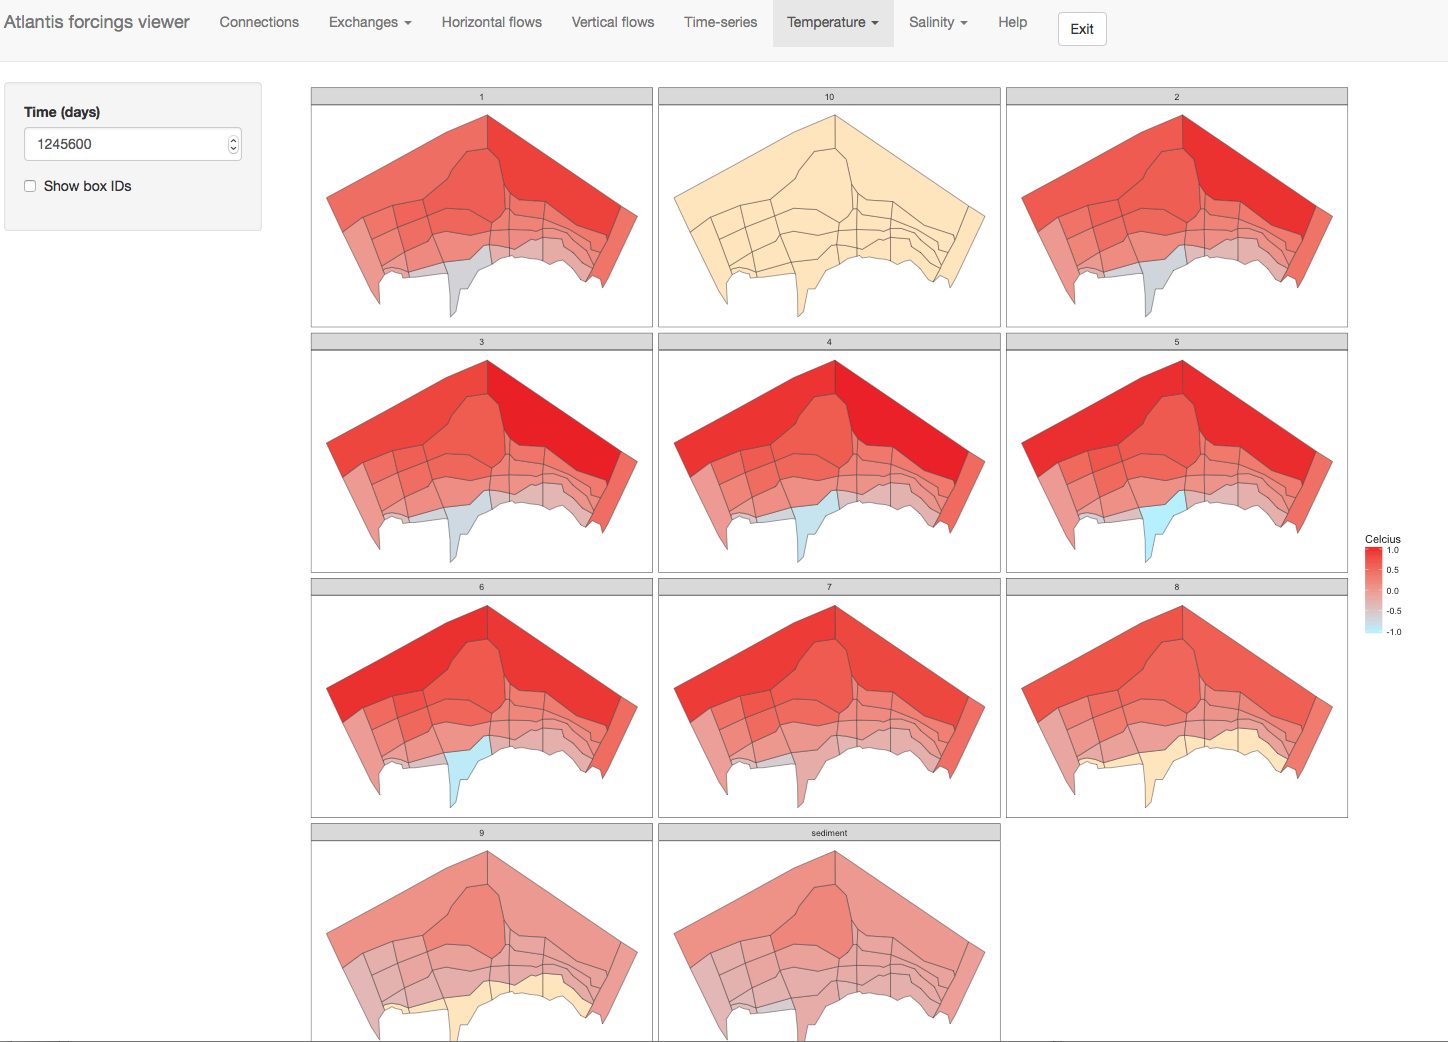 Atlantis forcings viewer Connections Exchanges Horizontal flows Vertical flows Time-series Temperature Salinity Help Exit
Time (days)
1245600
Show box IDs
1 10 2
3 4 5
6 7 8
9 sediment
Celcius
1.0
0.5
0.0
-0.5
-1.0